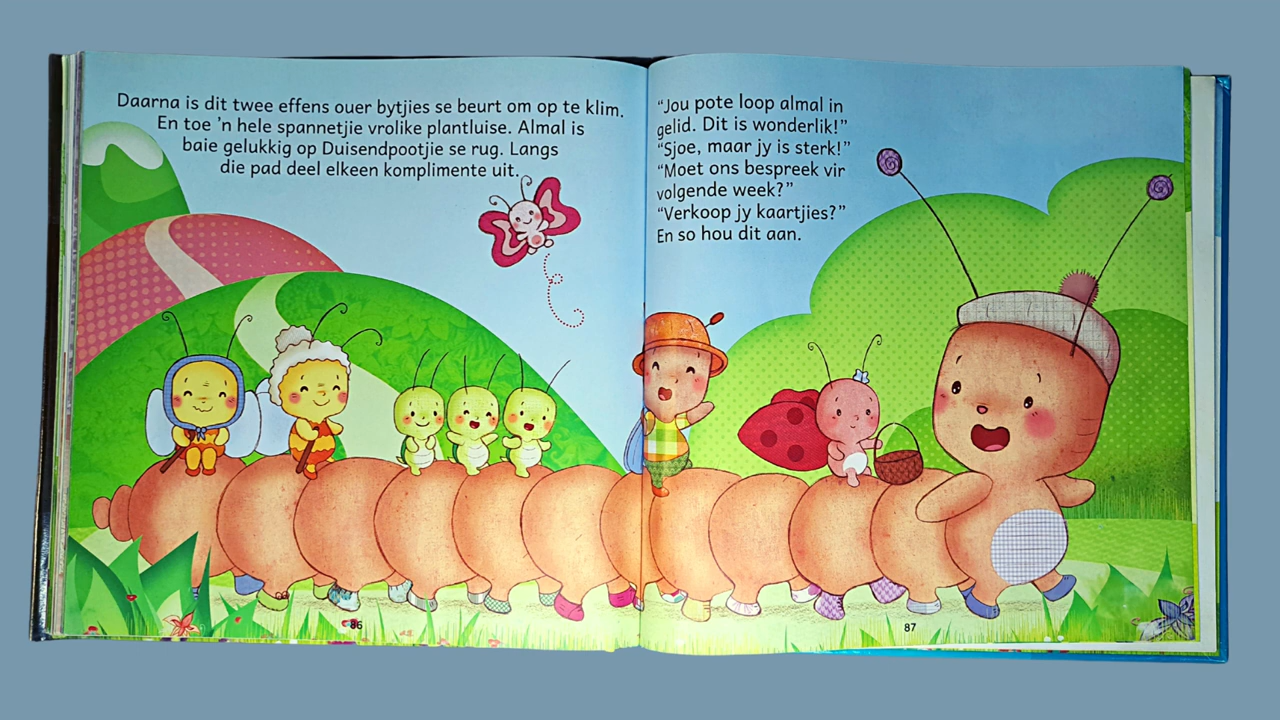 Daarna is dit twee effens ouer bytjies se beurt om op te klim.
En toe 'n hele spannetjie vrolike plantluise. Almal is
baie gelukkig op Duisendpootjie se rug. Langs
die pad deel elkeen komplimente uit.
“Jou pote loop almal in
gelid. Dit is wonderlik!”
“Sjoe, maar jy is sterk!”
“Moet ons bespreek vir
volgende week?”
“Verkoop jy kaartjies?”
En so hou dit aan.
86
87